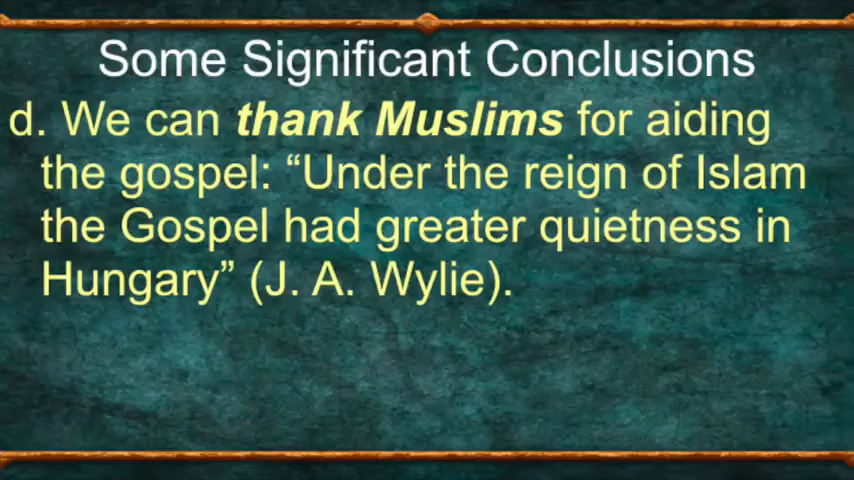 Some Significant Conclusions
d. We can thank Muslims for aiding
the gospel: “Under the reign of Islam
the Gospel had greater quietness in
Hungary” (J. A. Wylie).